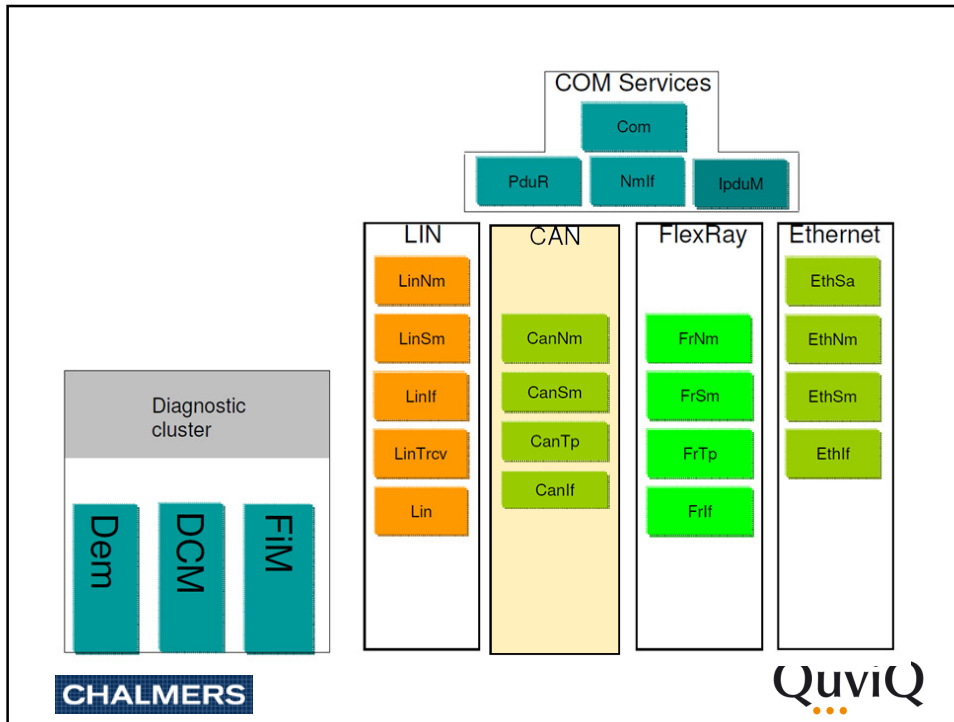 COM Services
Com
PduR
NmIf
IpduM
LIN
LinNm
LinSm
LinIf
LinTrcv
Lin
CAN
CanNm
CanSm
CanTp
CanIf
FlexRay
FrNm
FrSm
FrTp
FrIf
Ethernet
EthSa
EthNm
EthSm
EthIf
Diagnostic
cluster
Dem
DCM
FiM
CHALMERS
QuviQ